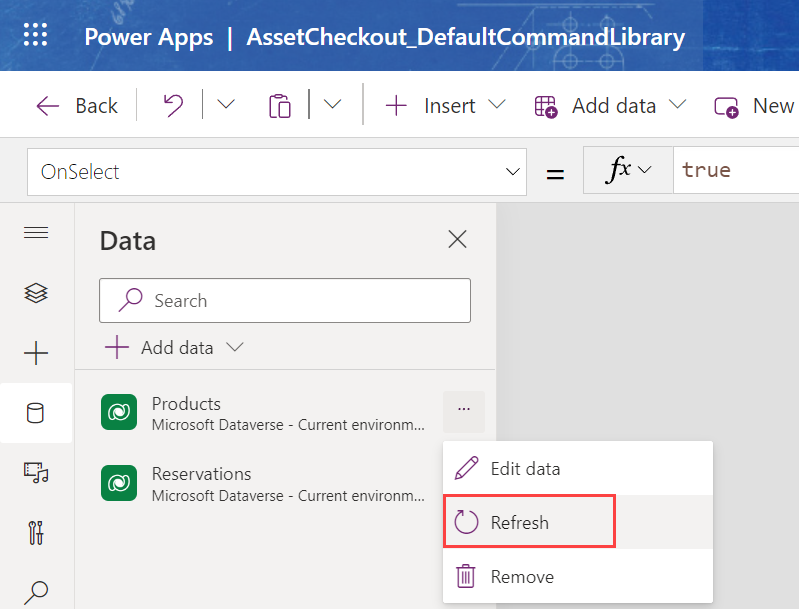 Power Apps | AssetCheckout_DefaultCommandLibrary
Back Insert Add data New
OnSelect = fx true
Data
Search
Add data
Products
Microsoft Dataverse - Current environm...
...
Reservations
Microsoft Dataverse - Current environm...
Edit data
Refresh
Remove